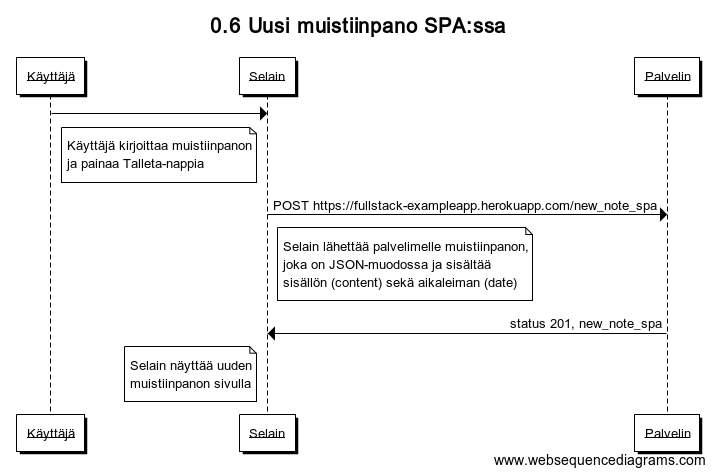 0.6 Uusi muistiinpano SPA:ssa
Käyttäjä
Selain
Palvelin
Käyttäjä kirjoittaa muistiinpanon
ja painaa Talleta-nappia
POST https://fullstack-exampleapp.herokuapp.com/new_note_spa
Selain lähettää palvelimelle muistiinpanon,
joka on JSON-muodossa ja sisältää
sisällön (content) sekä aikaleiman (date)
status 201, new_note_spa
Selain näyttää uuden
muistiinpanon sivulla
Käyttäjä
Selain
Palvelin
www.websequencediagrams.com